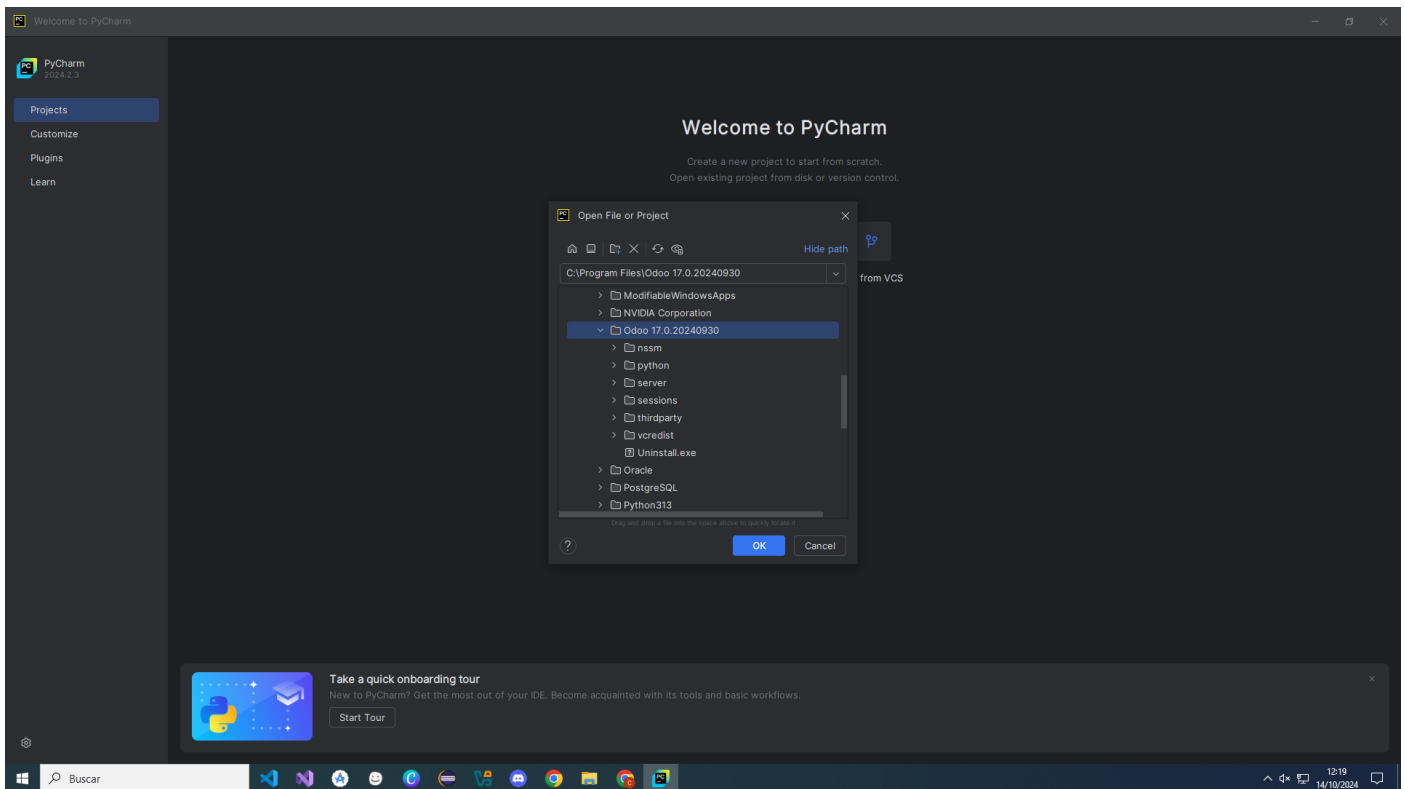 Welcome to PyCharm
PyCharm
2024.2.3
Projects
Customize
Plugins
Learn
Welcome to PyCharm
Create a new project to start from scratch.
Open existing project from disk or version control.
Open File or Project
Hide path
C:\Program Files\Odoo 17.0.20240930
from VCS
ModifiableWindowsApps
NVIDIA Corporation
Odoo 17.0.20240930
nssm
python
server
sessions
thirdparty
vcredist
Uninstall.exe
Oracle
PostgreSQL
Python313
Drag and drop a file into the space above to quickly locate it
OK
Cancel
Take a quick onboarding tour
New to PyCharm? Get the most out of your IDE. Become acquainted with its tools and basic workflows.
Start Tour
Buscar
12:19
14/10/2024